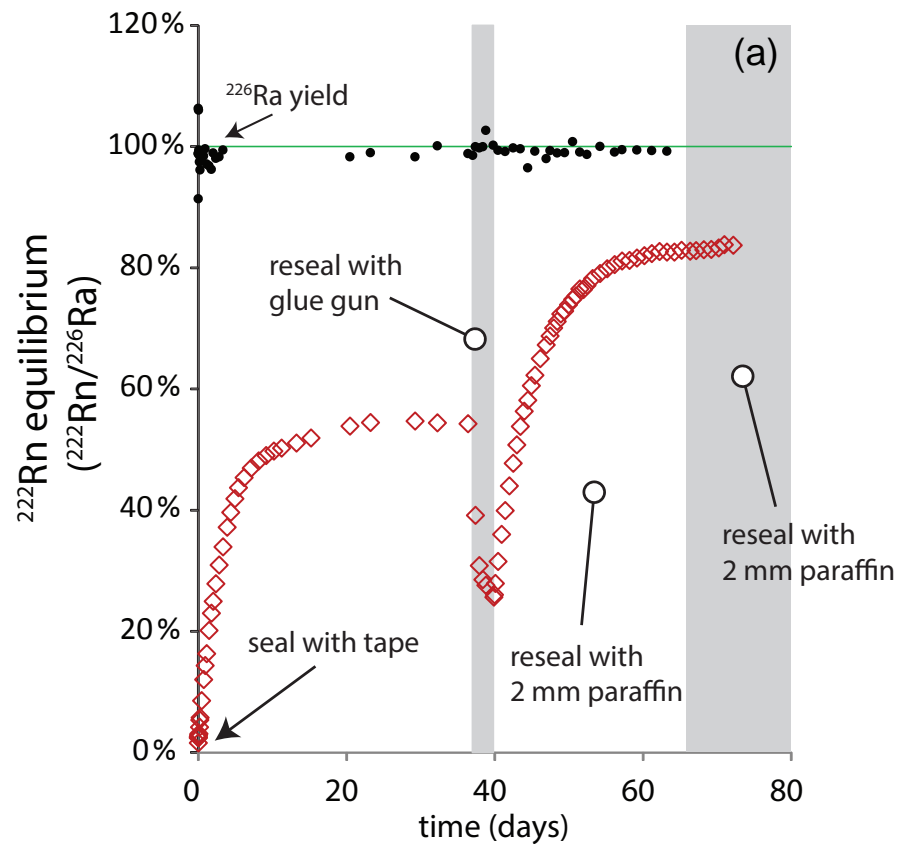 120%
100%
80%
60%
40%
20%
0%
(a)
²²⁶Ra yield
reseal with
glue gun
seal with tape
reseal with
2 mm paraffin
reseal with
2 mm paraffin
²²²Rn equilibrium
(²²²Rn/²²⁶Ra)
0
20
40
60
80
time (days)